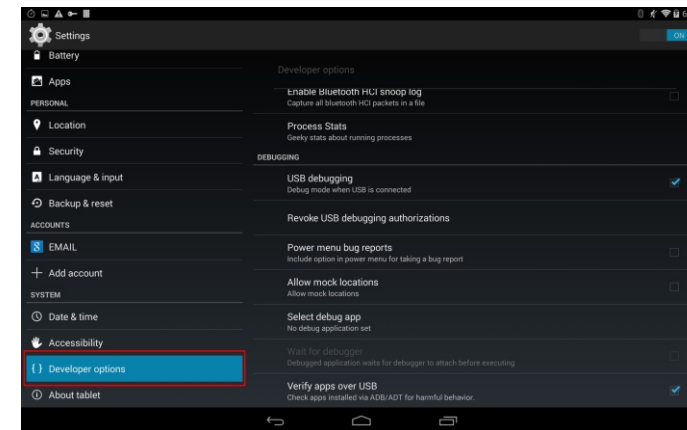 6
Settings
ON
Battery
Apps
PERSONAL
Location
Security
A Language & input
Backup & reset
ACCOUNTS
8 EMAIL
Add account
SYSTEM
Date & time
Accessibility
{ } Developer options
About tablet
Developer options
Enable Bluetooth HCI snoop log
Capture all bluetooth HCI packets in a file
Process Stats
Geeky stats about running processes
DEBUGGING
USB debugging
Debug mode when USB is connected
Revoke USB debugging authorizations
Power menu bug reports
Include option in power menu for taking a bug report
Allow mock locations
Allow mock locations
Select debug app
No debug application set
Wait for debugger
Debugged application waits for debugger to attach before executing
Verify apps over USB
Check apps installed via ADB/ADT for harmful behavior.